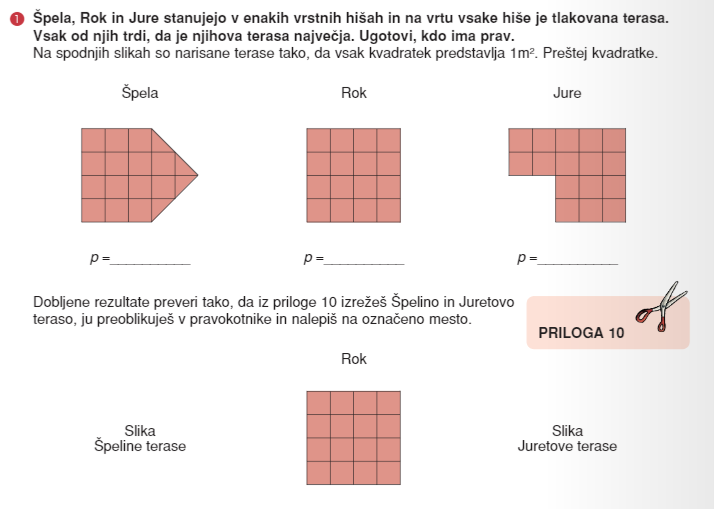 1 Špela, Rok in Jure stanujejo v enakih vrstnih hišah in na vrtu vsake hiše je tlakovana terasa.
Vsak od njih trdi, da je njihova terasa največja. Ugotovi, kdo ima prav.
Na spodnjih slikah so narisane terase tako, da vsak kvadratek predstavlja 1m². Preštej kvadratke.
Špela Rok Jure
p =__________ p =__________ p =__________
Dobljene rezultate preveri tako, da iz priloge 10 izrežeš Špelino in Juretovo
teraso, ju preoblikuješ v pravokotnike in nalepiš na označeno mesto.
PRILOGA 10
Rok
Slika
Špeline terase
Slika
Juretove terase